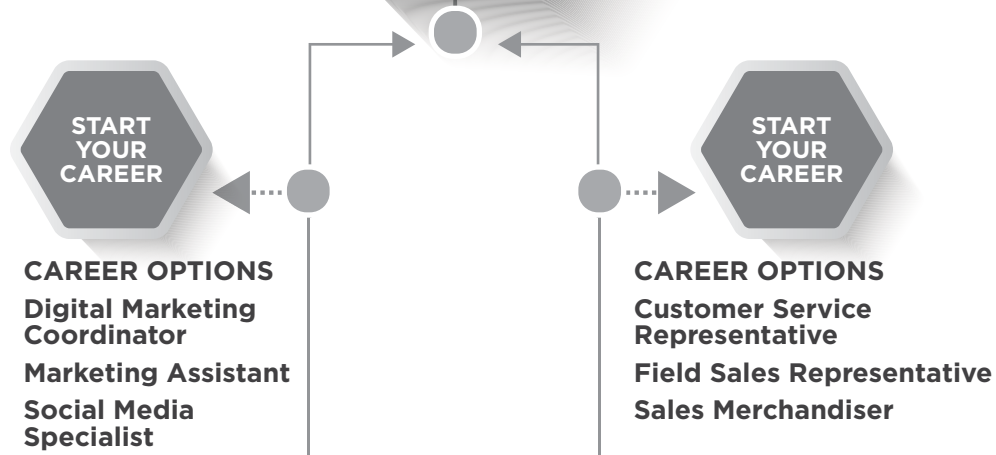 START
YOUR
CAREER
CAREER OPTIONS
Digital Marketing
Coordinator
Marketing Assistant
Social Media
Specialist
START
YOUR
CAREER
CAREER OPTIONS
Customer Service
Representative
Field Sales Representative
Sales Merchandiser